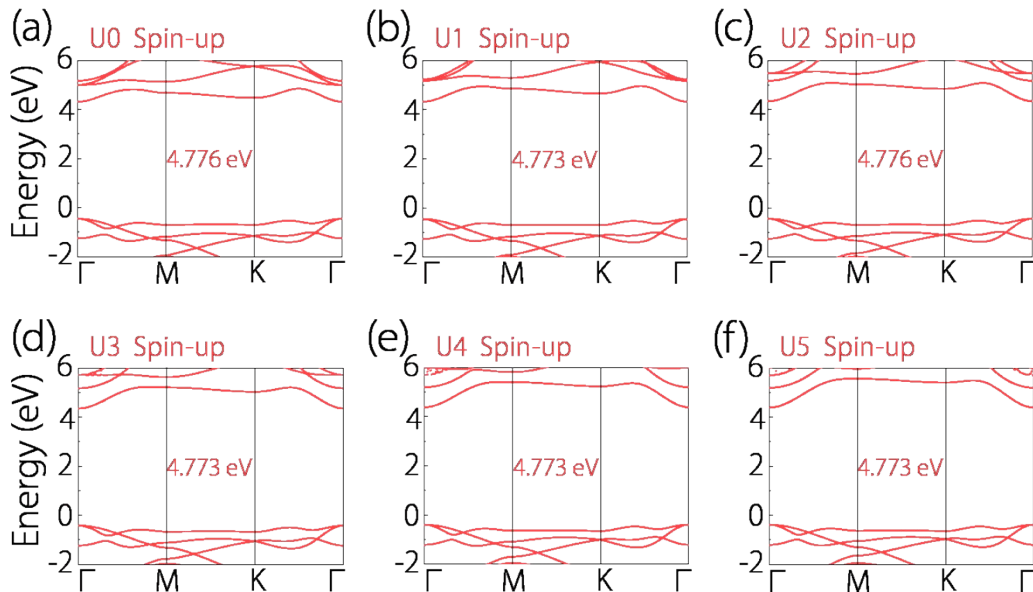 (a) U0 Spin-up
(b) U1 Spin-up
(c) U2 Spin-up
Energy (eV)
6
4
2
0
-2
4.776 eV
Γ M K Γ
6
4
2
0
-2
4.773 eV
Γ M K Γ
6
4
2
0
-2
4.776 eV
Γ M K Γ
(d) U3 Spin-up
(e) U4 Spin-up
(f) U5 Spin-up
Energy (eV)
6
4
2
0
-2
4.773 eV
Γ M K Γ
6
4
2
0
-2
4.773 eV
Γ M K Γ
6
4
2
0
-2
4.773 eV
Γ M K Γ